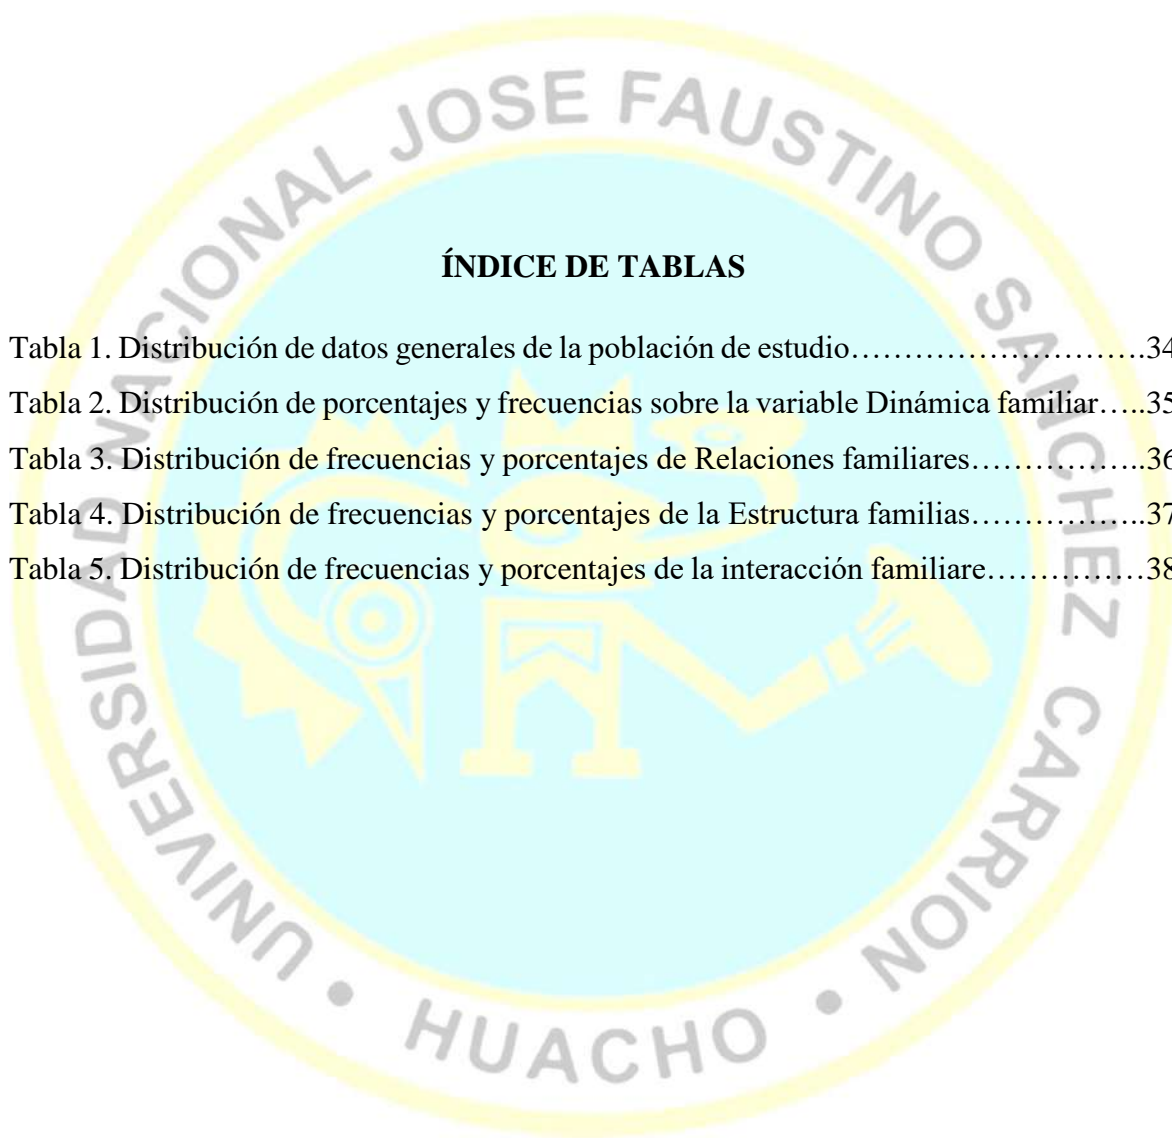 UNIVERSIDAD NACIONAL JOSE FAUSTINO SANCHEZ CARRION
• HUACHO •
ÍNDICE DE TABLAS
Tabla 1. Distribución de datos generales de la población de estudio……………………….34
Tabla 2. Distribución de porcentajes y frecuencias sobre la variable Dinámica familiar…..35
Tabla 3. Distribución de frecuencias y porcentajes de Relaciones familiares……………..36
Tabla 4. Distribución de frecuencias y porcentajes de la Estructura familias……………..37
Tabla 5. Distribución de frecuencias y porcentajes de la interacción familiare……………38